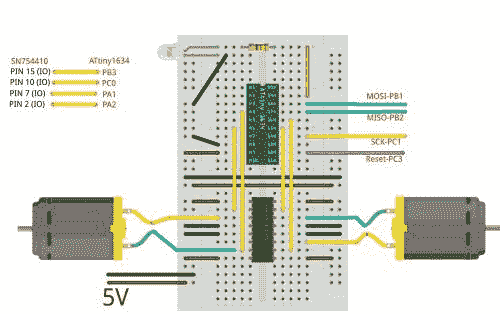 SN754410 ATiny1634
PIN 15 (IO) PB3
PIN 10 (IO) PC0
PIN 7 (IO) PA1
PIN 2 (IO) PA2
MOSI-PB1
MISO-PB2
SCK-PC1
Reset-PC3
5V